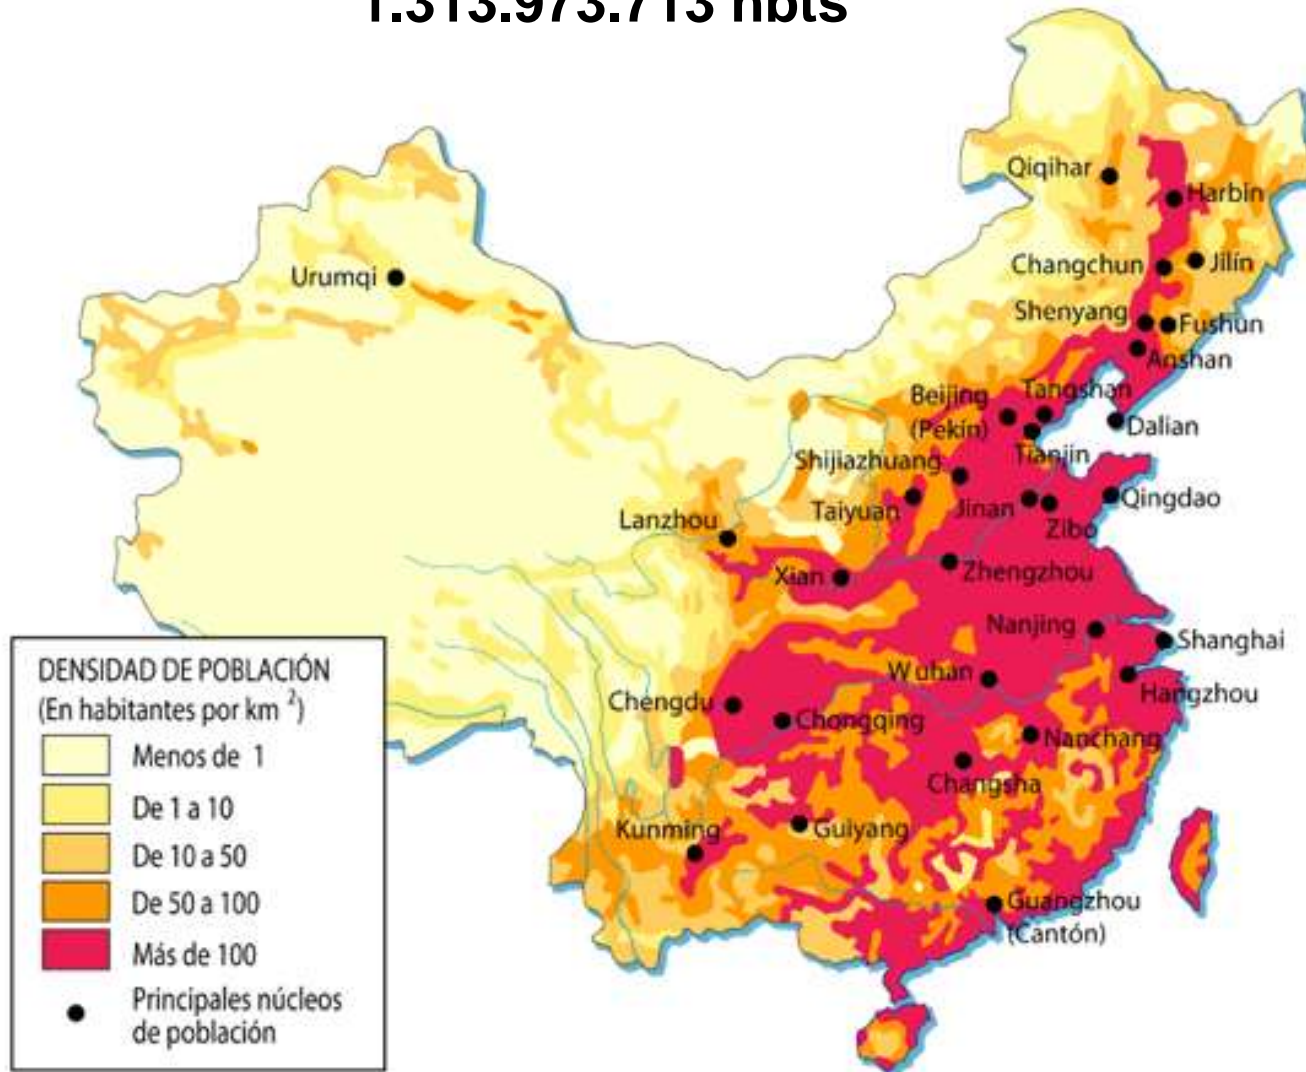 1.313.973.713 hbts
Qiqihar
Harbin
Urumqi
Changchun
Jilín
Shenyang
Fushun
Anshan
Beijing
(Pekín)
Tangshan
Dalian
Tianjin
Shijiazhuang
Taiyuan
Jinan
Zibo
Qingdao
Lanzhou
Xian
Zhengzhou
Nanjing
Shanghai
Wuhan
Hangzhou
Chengdu
Chongqing
Nanchang
Changsha
Kunming
Guiyang
Guangzhou
(Cantón)
DENSIDAD DE POBLACIÓN
(En habitantes por km ²)
Menos de 1
De 1 a 10
De 10 a 50
De 50 a 100
Más de 100
Principales núcleos
de población